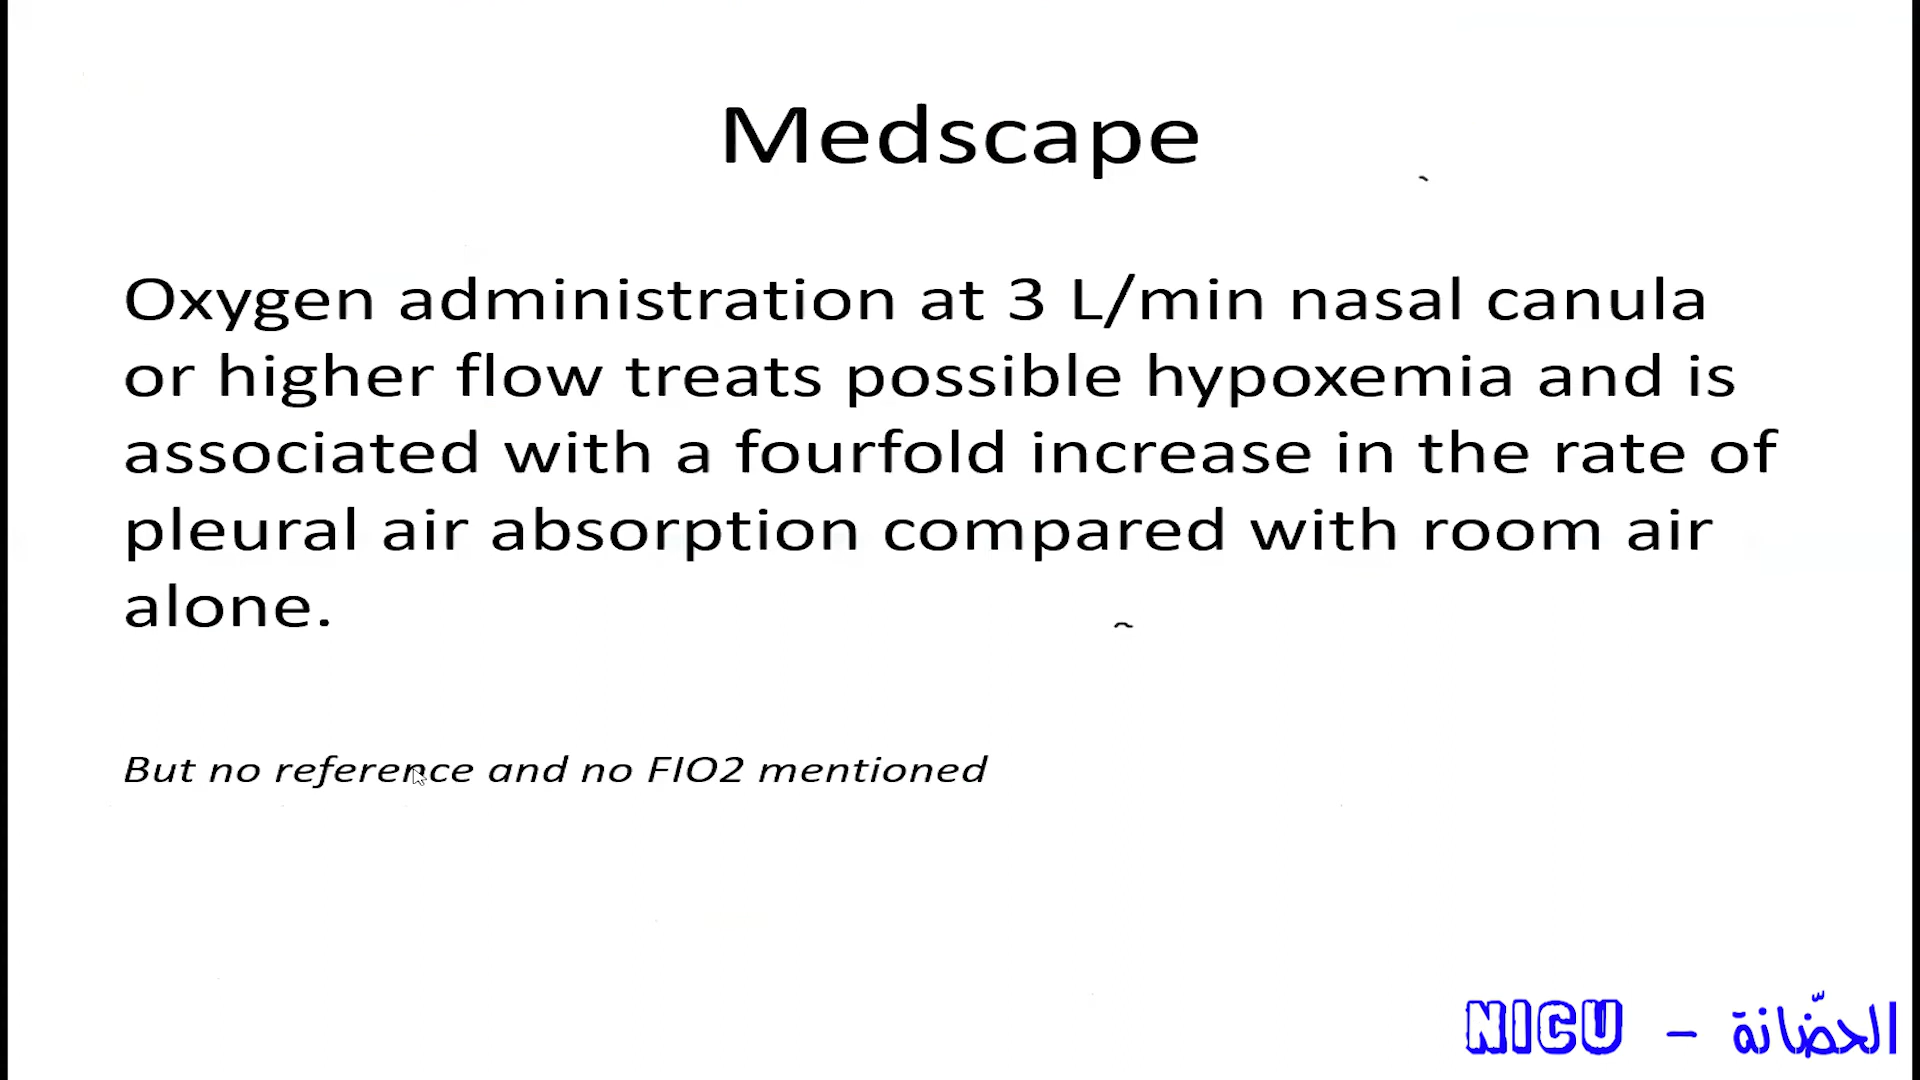 Medscape
Oxygen administration at 3 L/min nasal canula
or higher flow treats possible hypoxemia and is
associated with a fourfold increase in the rate of
pleural air absorption compared with room air
alone.
But no reference and no FIO2 mentioned
NICU – الحضّانة